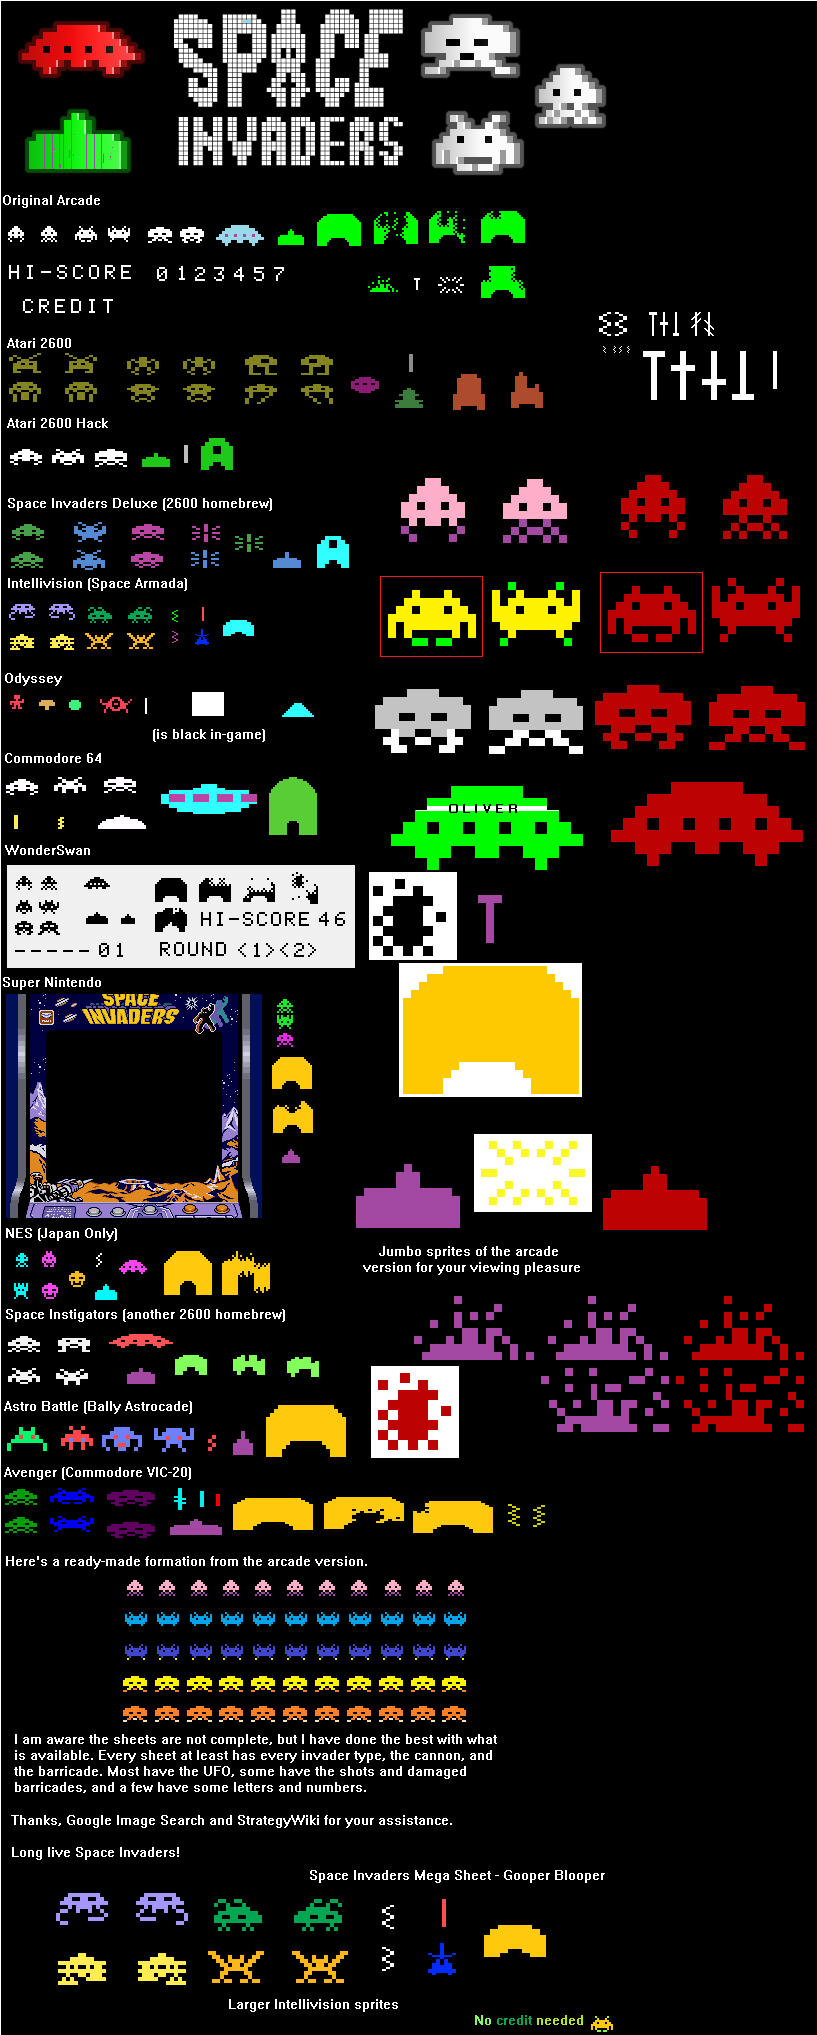 SPACE
INVADERS
Original Arcade
HI-SCORE 0123457
CREDIT
Atari 2600
Atari 2600 Hack
Space Invaders Deluxe (2600 homebrew)
Intellivision (Space Armada)
Odyssey
(is black in-game)
Commodore 64
OLIVER
WonderSwan
HI-SCORE 46
-----01 ROUND <1><2>
Super Nintendo
SPACE
INVADERS
NES (Japan Only)
Jumbo sprites of the arcade
version for your viewing pleasure
Space Instigators (another 2600 homebrew)
Astro Battle (Bally Astrocade)
Avenger (Commodore VIC-20)
Here's a ready-made formation from the arcade version.
I am aware the sheets are not complete, but I have done the best with what
is available. Every sheet at least has every invader type, the cannon, and
the barricade. Most have the UFO, some have the shots and damaged
barricades, and a few have some letters and numbers.
Thanks, Google Image Search and StrategyWiki for your assistance.
Long live Space Invaders!
Space Invaders Mega Sheet - Gooper Blooper
Larger Intellivision sprites
No credit needed